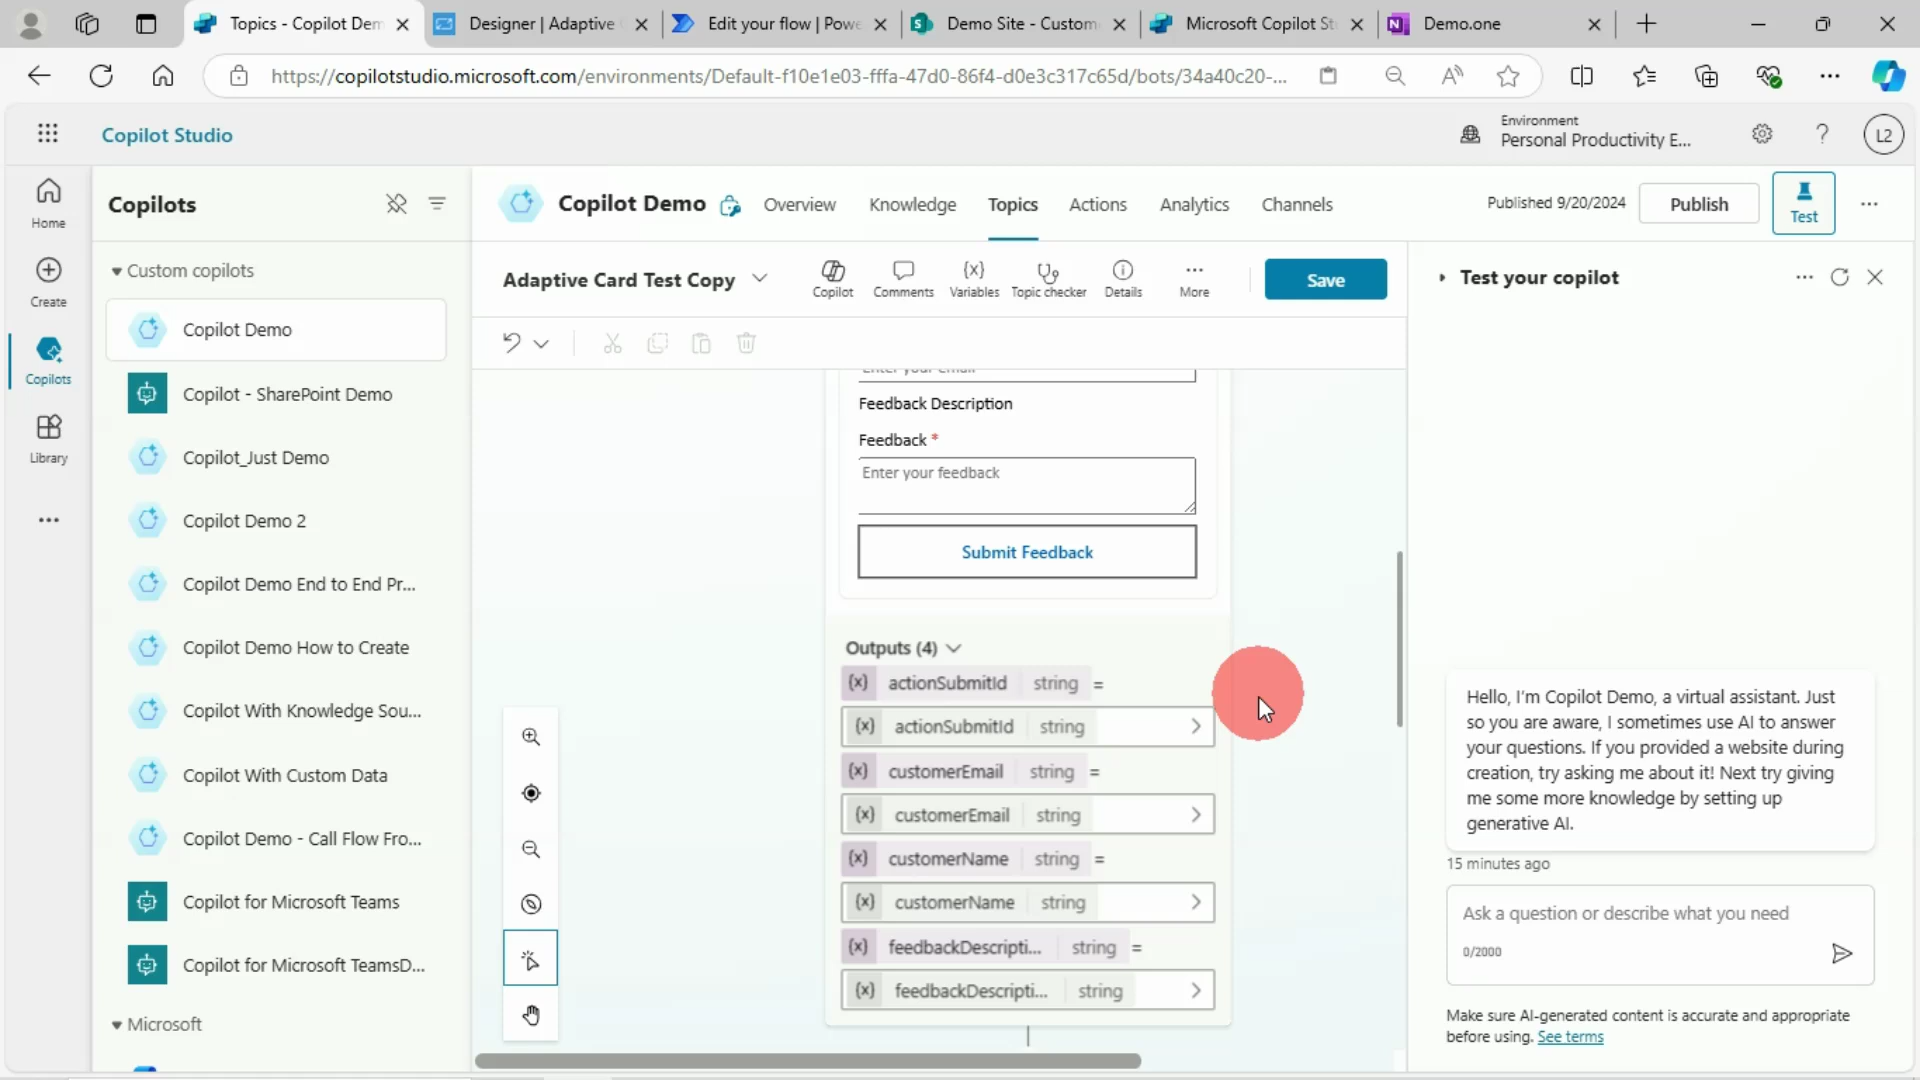 Topics - Copilot Dem
Designer | Adaptive
Edit your flow | Powe
Demo Site - Custom
Microsoft Copilot St
Demo.one
https://copilotstudio.microsoft.com/environments/Default-f10e1e03-fffa-47d0-86f4-d0e3c317c65d/bots/34a40c20-...
Copilot Studio
Environment
Personal Productivity E...
L2
Home
Create
Copilots
Library
Copilots
Custom copilots
Copilot Demo
Copilot - SharePoint Demo
Copilot_Just Demo
Copilot Demo 2
Copilot Demo End to End Pr...
Copilot Demo How to Create
Copilot With Knowledge Sou...
Copilot With Custom Data
Copilot Demo - Call Flow Fro...
Copilot for Microsoft Teams
Copilot for Microsoft TeamsD...
Microsoft
Copilot Demo
Overview
Knowledge
Topics
Actions
Analytics
Channels
Published 9/20/2024
Publish
Test
Adaptive Card Test Copy
Copilot
Comments
Variables
Topic checker
Details
More
Save
Enter your email
Feedback Description
Feedback *
Enter your feedback
Submit Feedback
Outputs (4)
{x} actionSubmitId string =
{x} actionSubmitId string
{x} customerEmail string =
{x} customerEmail string
{x} customerName string =
{x} customerName string
{x} feedbackDescripti... string =
{x} feedbackDescripti... string
Test your copilot
Hello, I'm Copilot Demo, a virtual assistant. Just
so you are aware, I sometimes use AI to answer
your questions. If you provided a website during
creation, try asking me about it! Next try giving
me some more knowledge by setting up
generative AI.
15 minutes ago
Ask a question or describe what you need
0/2000
Make sure AI-generated content is accurate and appropriate
before using. See terms